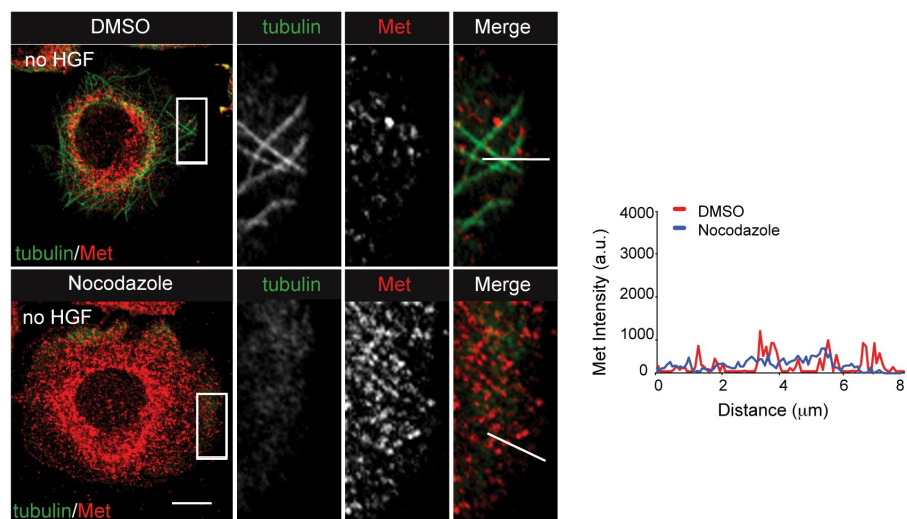 DMSO tubulin Met Merge
no HGF
tubulin/Met
Nocodazole tubulin Met Merge
no HGF
tubulin/Met
DMSO
Nocodazole
Met Intensity (a.u.)
4000
3000
2000
1000
0
0 2 4 6 8
Distance (μm)